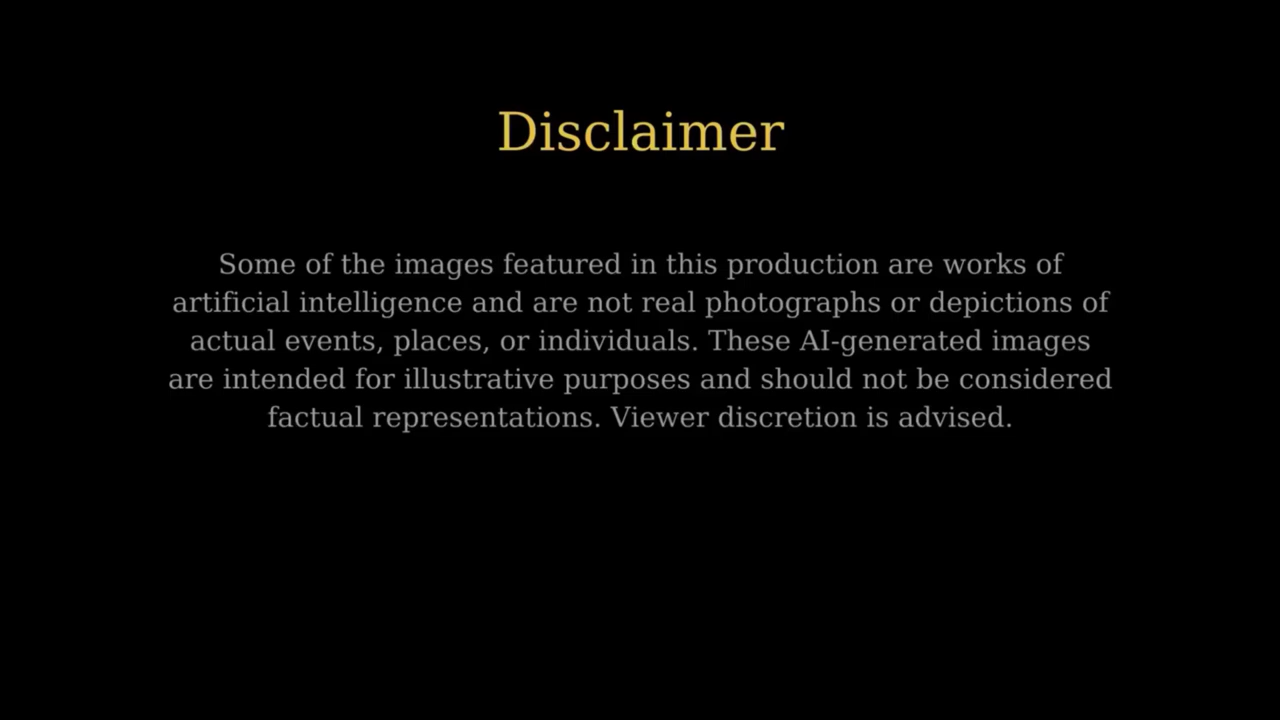 Disclaimer
Some of the images featured in this production are works of
artificial intelligence and are not real photographs or depictions of
actual events, places, or individuals. These AI-generated images
are intended for illustrative purposes and should not be considered
factual representations. Viewer discretion is advised.